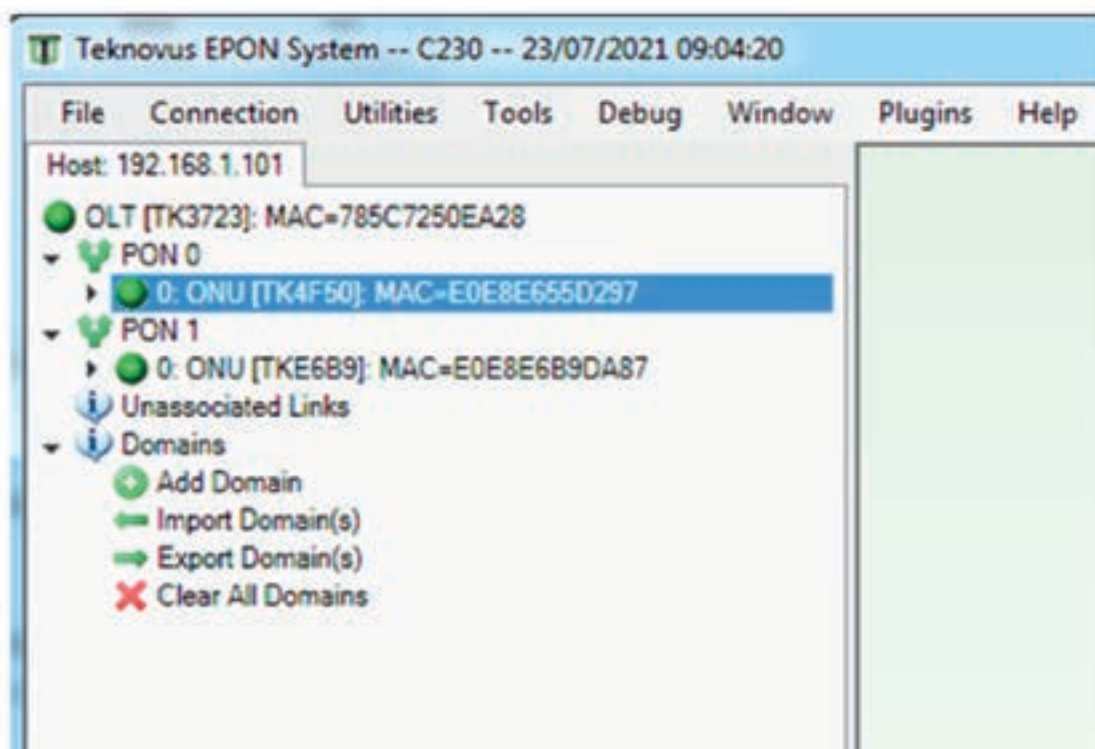 Teknovus EPON System -- C230 -- 23/07/2021 09:04:20
File Connection Utilities Tools Debug Window Plugins Help
Host: 192.168.1.101
OLT [TK3723]: MAC=785C7250EA28
PON 0
0: ONU [TK4F50]: MAC=E0E8E655D297
PON 1
0: ONU [TKE6B9]: MAC=E0E8E6B9DA87
Unassociated Links
Domains
Add Domain
Import Domain(s)
Export Domain(s)
Clear All Domains